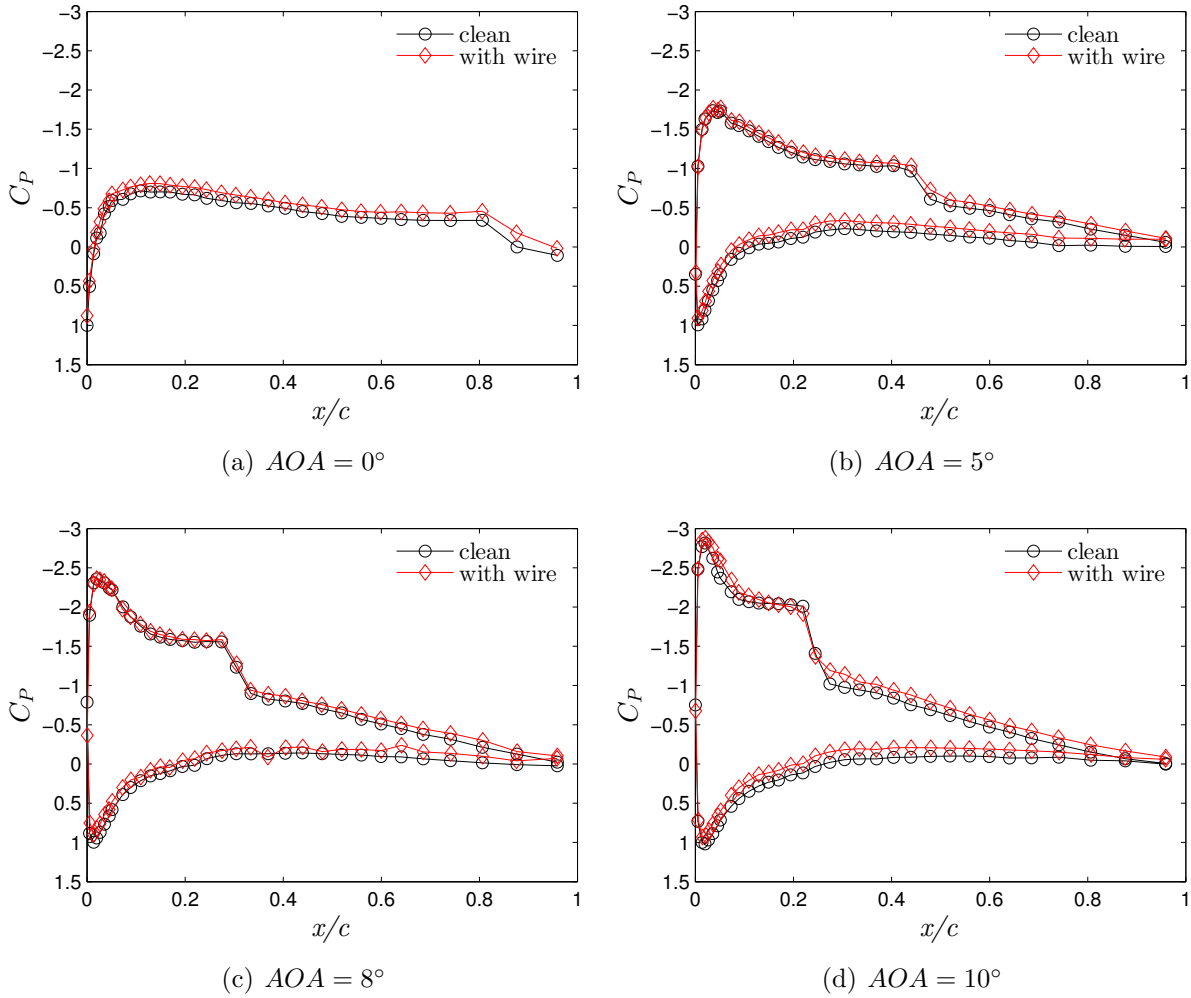 −3
−2.5
−2
−1.5
−1
−0.5
0
0.5
1
1.5
C_P
0 0.2 0.4 0.6 0.8 1
x/c
clean
with wire
(a) AOA = 0°
−3
−2.5
−2
−1.5
−1
−0.5
0
0.5
1
1.5
C_P
0 0.2 0.4 0.6 0.8 1
x/c
clean
with wire
(b) AOA = 5°
−3
−2.5
−2
−1.5
−1
−0.5
0
0.5
1
1.5
C_P
0 0.2 0.4 0.6 0.8 1
x/c
clean
with wire
(c) AOA = 8°
−3
−2.5
−2
−1.5
−1
−0.5
0
0.5
1
1.5
C_P
0 0.2 0.4 0.6 0.8 1
x/c
clean
with wire
(d) AOA = 10°